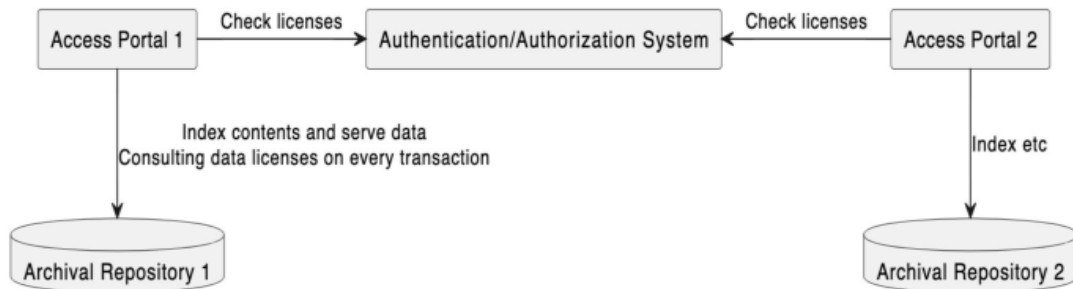 Check licenses
Check licenses
Access Portal 1
Authentication/Authorization System
Access Portal 2
Index contents and serve data
Consulting data licenses on every transaction
Index etc
Archival Repository 1
Archival Repository 2